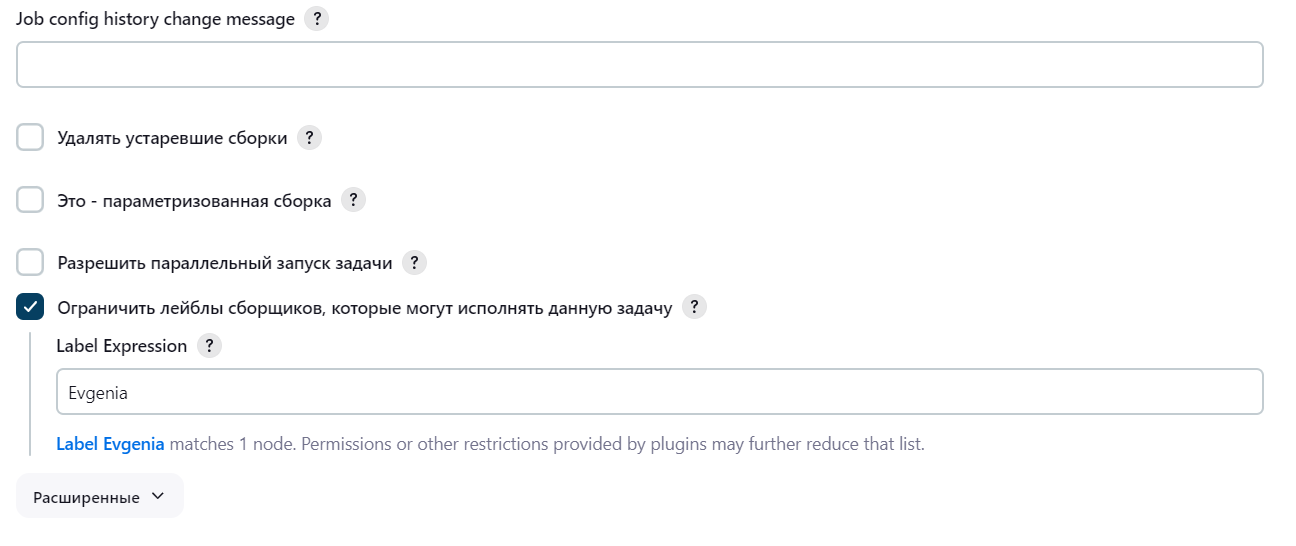 Job config history change message ?
Удалять устаревшие сборки ?
Это - параметризованная сборка ?
Разрешить параллельный запуск задачи ?
Ограничить лейблы сборщиков, которые могут исполнять данную задачу ?
Label Expression ?
Evgenia
Label Evgenia matches 1 node. Permissions or other restrictions provided by plugins may further reduce that list.
Расширенные